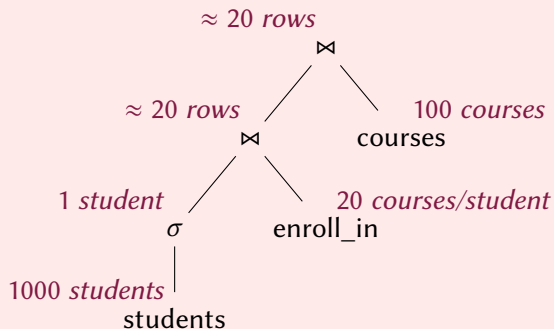 ≈ 20 rows
⋈
≈ 20 rows
100 courses
⋈
courses
1 student
20 courses/student
σ
enroll_in
1000 students
students